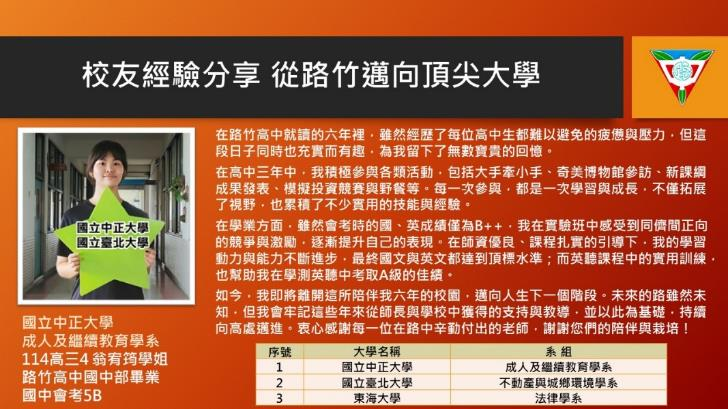 校友經驗分享 從路竹邁向頂尖大學
在路竹高中就讀的六年裡，雖然經歷了每位高中生都難以避免的疲憊與壓力，但這
段日子同時也充實而有趣，為我留下了無數寶貴的回憶。
在高中三年中，我積極參與各類活動，包括大手牽小手、奇美博物館參訪、新課綱
成果發表、模擬投資競賽與野餐等。每一次參與，都是一次學習與成長，不僅拓展
了視野，也累積了不少實用的技能與經驗。
在學業方面，雖然會考時的國、英成績僅為B++，我在實驗班中感受到同儕間正向
的競爭與激勵，逐漸提升自己的表現。在師資優良、課程扎實的引導下，我的學習
動力與能力不斷進步，最終國文與英文都達到頂標水準；而英聽課程中的實用訓練，
也幫助我在學測英聽中考取A級的佳績。
如今，我即將離開這所陪伴我六年的校園，邁向人生下一個階段。未來的路雖然未
知，但我會牢記這些年來從師長與學校中獲得的支持與教導，並以此為基礎，持續
向高處邁進。衷心感謝每一位在路中辛勤付出的老師，謝謝您們的陪伴與栽培！
國立中正大學
國立臺北大學
國立中正大學
成人及繼續教育學系
114高三4 翁宥筠學姐
路竹高中國中部畢業
國中會考5B
序號 大學名稱 系 組
1 國立中正大學 成人及繼續教育學系
2 國立臺北大學 不動產與城鄉環境學系
3 東海大學 法律學系